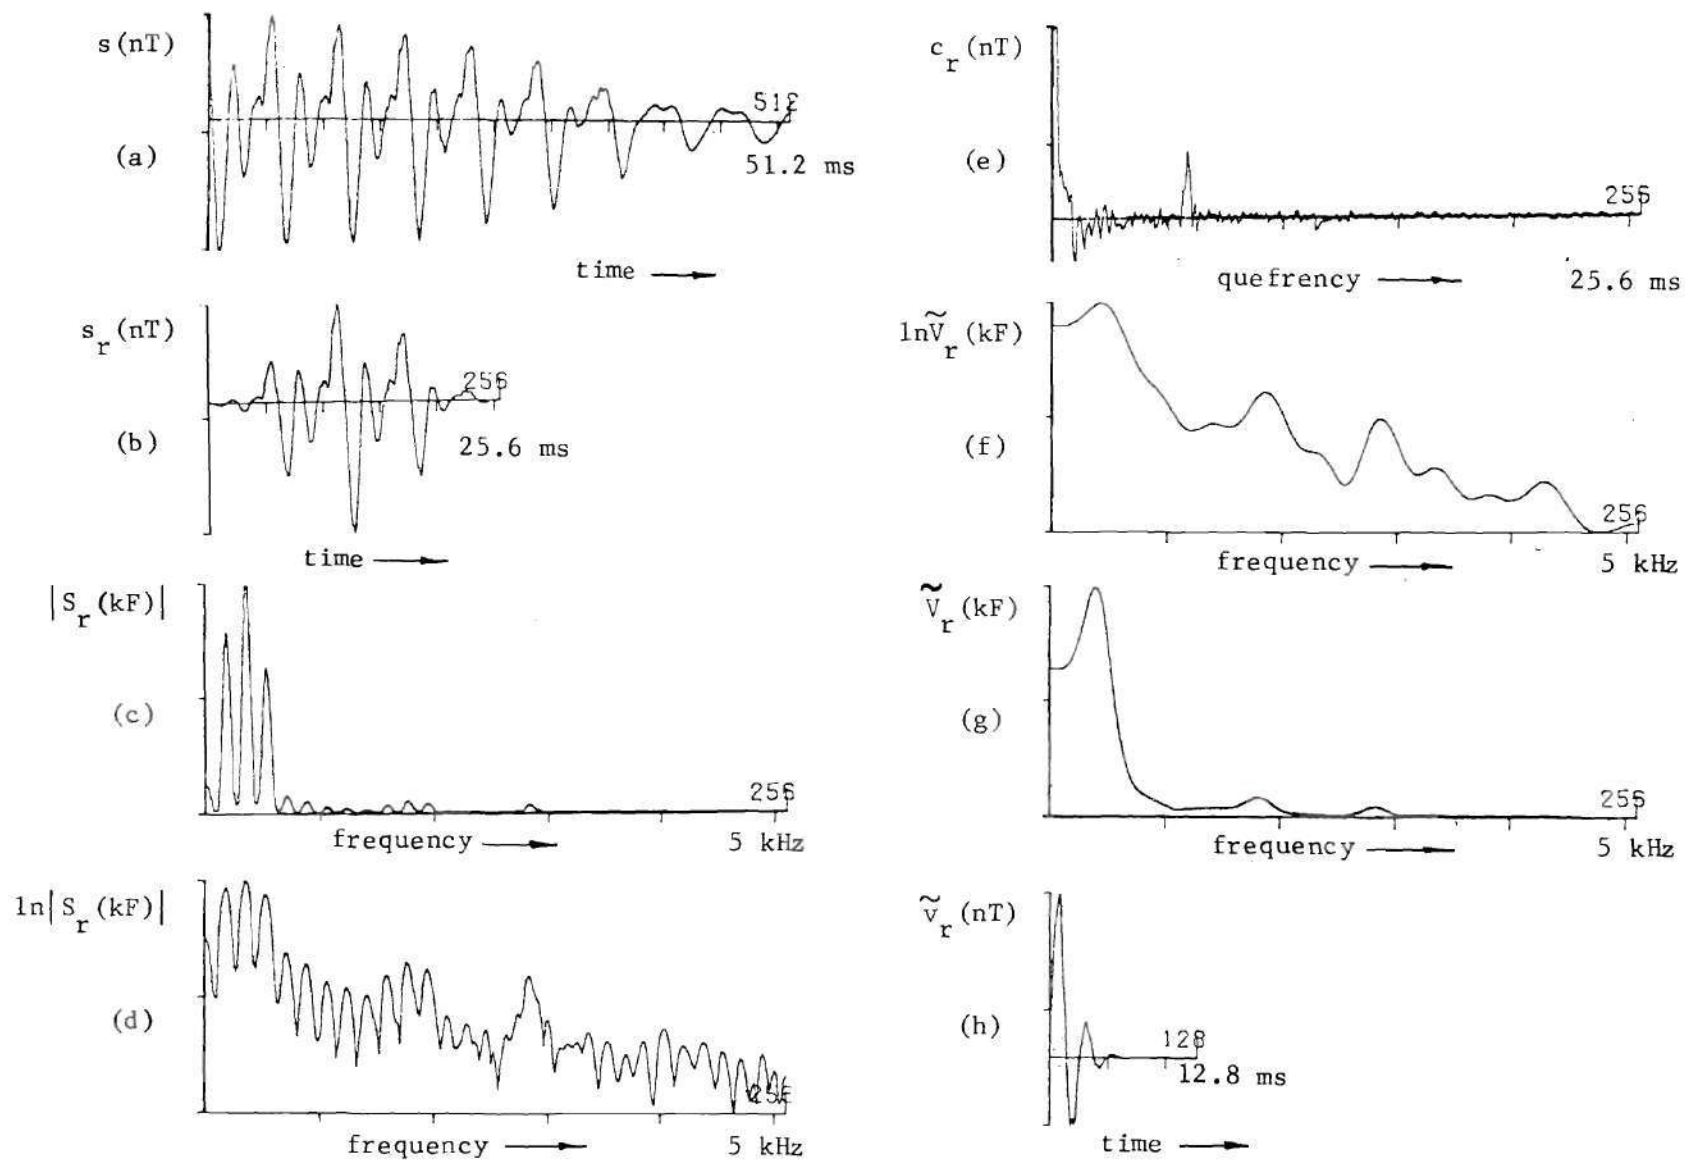 s(nT)
512
(a)
51.2 ms
time
s_r(nT)
256
(b)
25.6 ms
time
|S_r(kF)|
(c)
256
frequency
5 kHz
ln|S_r(kF)|
(d)
256
frequency
5 kHz
c_r(nT)
(e)
256
quefrency
25.6 ms
lnṼ_r(kF)
(f)
256
frequency
5 kHz
Ṽ_r(kF)
(g)
256
frequency
5 kHz
ṽ_r(nT)
(h)
128
12.8 ms
time